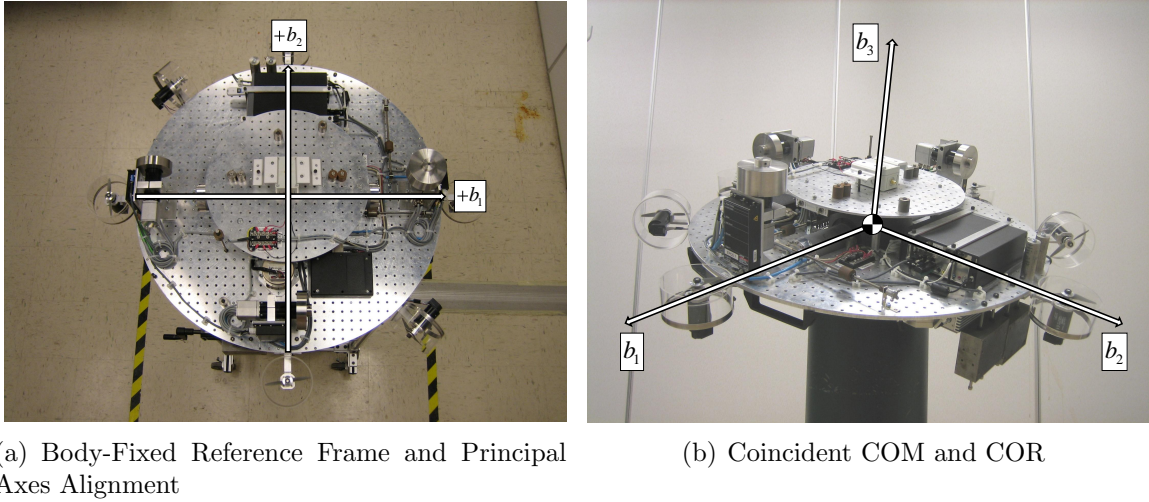 +b₂
+b₁
b₃
b₁
b₂
a) Body-Fixed Reference Frame and Principal
Axes Alignment
(b) Coincident COM and COR